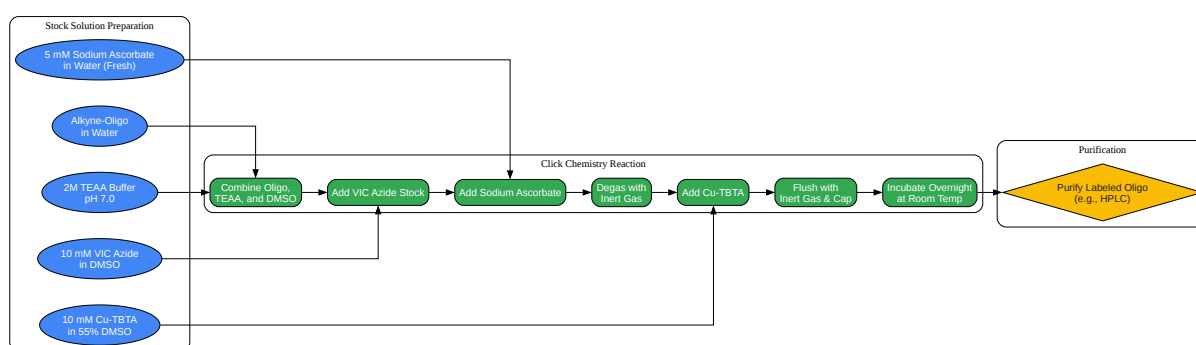 Stock Solution Preparation
5 mM Sodium Ascorbate
in Water (Fresh)
Alkyne-Oligo
in Water
2M TEAA Buffer
pH 7.0
10 mM VIC Azide
in DMSO
10 mM Cu-TBTA
in 55% DMSO
Click Chemistry Reaction
Combine Oligo,
TEAA, and DMSO
Add VIC Azide Stock
Add Sodium Ascorbate
Degas with
Inert Gas
Add Cu-TBTA
Flush with
Inert Gas & Cap
Incubate Overnight
at Room Temp
Purification
Purify Labeled Oligo
(e.g., HPLC)